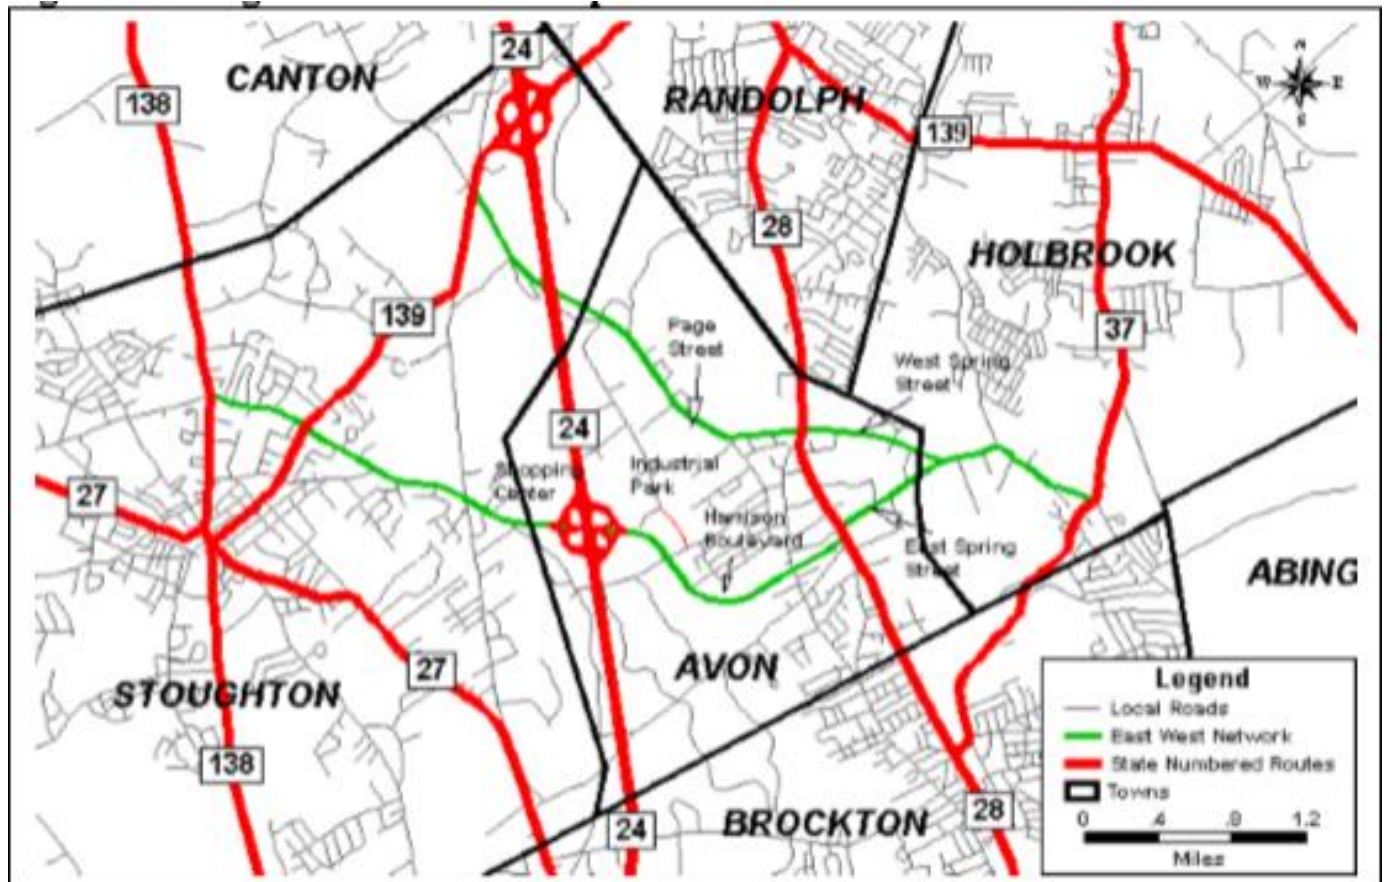 24
CANTON
138
RANDOLPH
139
N
W E
S
28
HOLBROOK
139
37
Page
Street
West Spring
Street
24
Shopping
Center
Industrial
Park
27
Harrison
Boulevard
East Spring
Street
ABING
27
AVON
STOUGHTON
138
24
BROCKTON
28
Legend
Local Roads
East West Network
State Numbered Routes
Towns
0 .4 .8 1.2
Miles